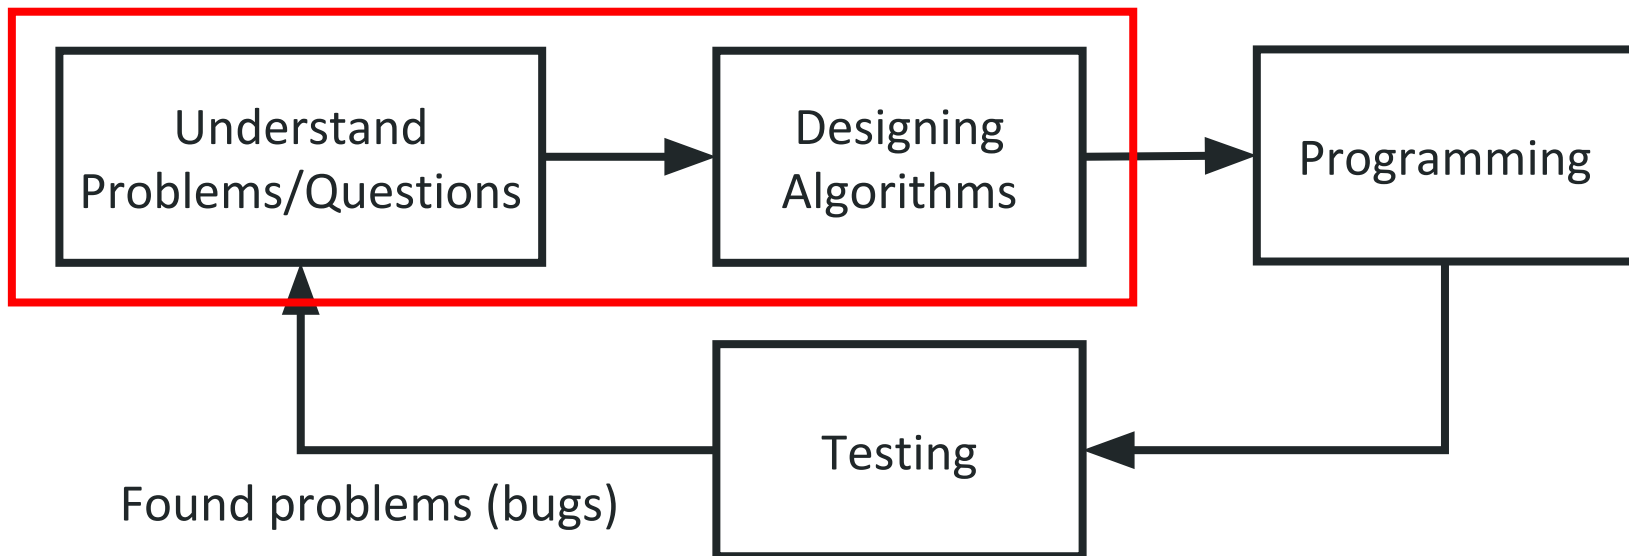 Understand
Problems/Questions
Designing
Algorithms
Programming
Testing
Found problems (bugs)